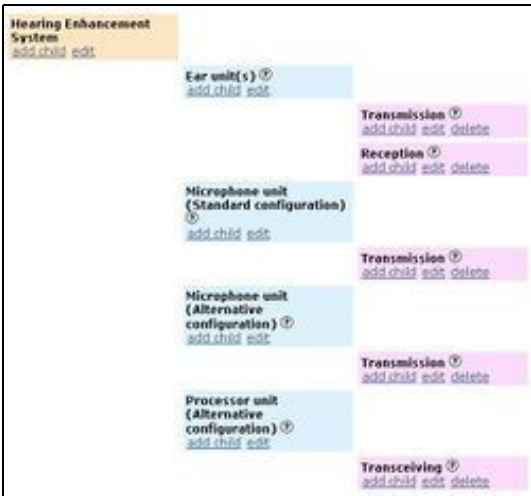 Hearing Enhancement
System
add child edit
Ear unit(s) ?
add child edit
Transmission ?
add child edit delete
Reception ?
add child edit delete
Microphone unit
(Standard configuration)
?
add child edit
Transmission ?
add child edit delete
Microphone unit
(Alternative
configuration) ?
add child edit
Transmission ?
add child edit delete
Processor unit
(Alternative
configuration) ?
add child edit
Transceiving ?
add child edit delete